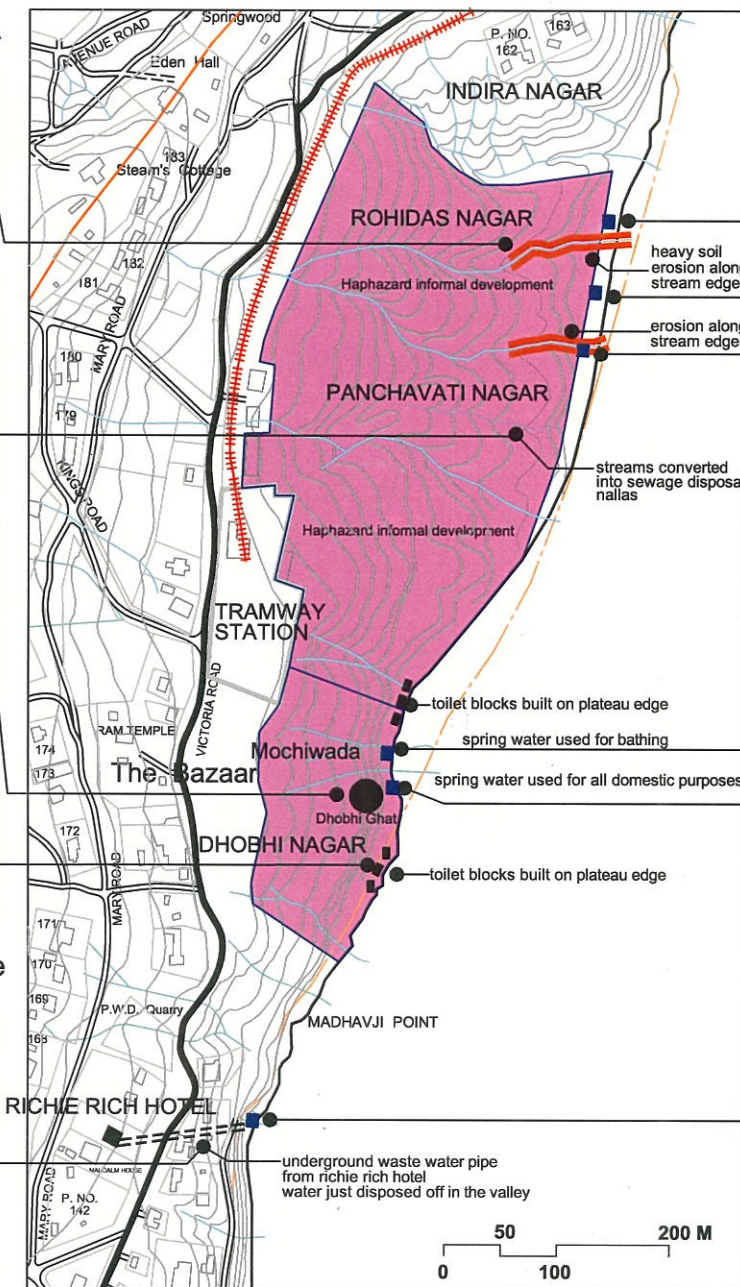 Springwood
AVENUE ROAD
Eden Hall
P. NO.
162
163
INDIRA NAGAR
183
Steam's Cottage
ROHIDAS NAGAR
182
181
heavy soil
erosion along
stream edge
Haphazard informal development
MARY ROAD
erosion along
stream edge
180
PANCHAVATI NAGAR
179
KINGS ROAD
streams converted
into sewage disposa
nallas
Haphazard informal development
TRAMWAY
STATION
VICTORIA ROAD
toilet blocks built on plateau edge
RAM TEMPLE
174
173
Mochiwada
spring water used for bathing
The Bazaar
spring water used for all domestic purposes
Dhobhi Ghat
172
DHOBHI NAGAR
MARY ROAD
toilet blocks built on plateau edge
171
170
e
169
168
P.W.D. Quarry
MADHAVJI POINT
RICHIE RICH HOTEL
MALCALM HOUSE
underground waste water pipe
from richie rich hotel
water just disposed off in the valley
P. NO.
142
MARY ROAD
50
200 M
0
100